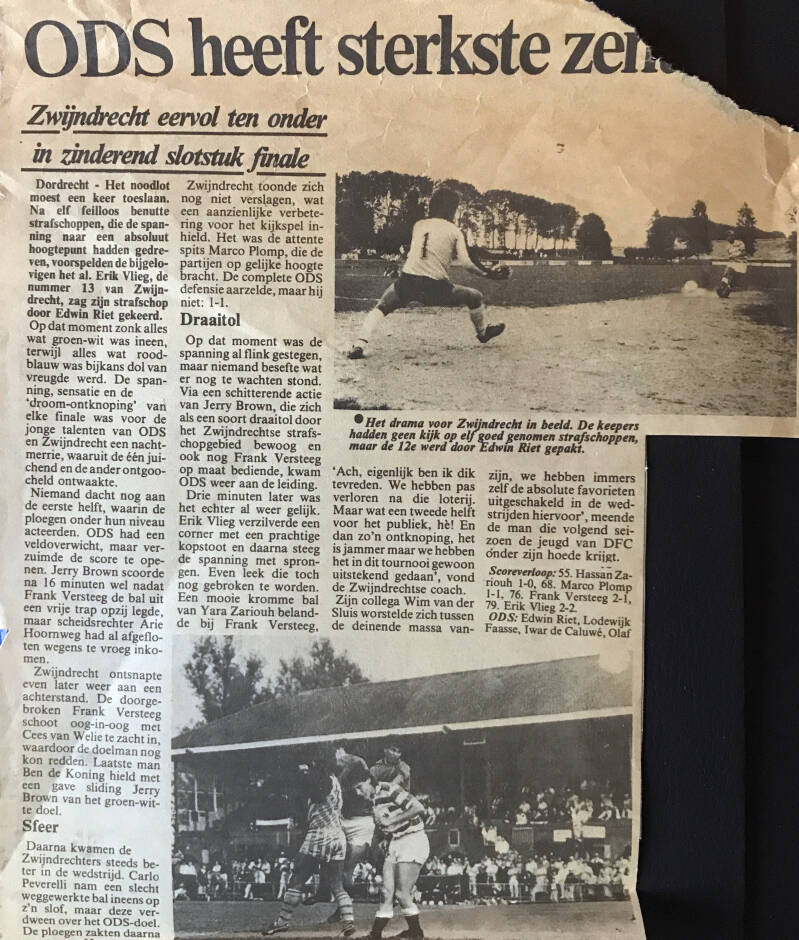 ODS heeft sterkste
Zwijndrecht eervol ten onder
in zinderend slotstuk finale
Dordrecht - Het noodlot
moest een keer toeslaan.
Na elf feilloos benutte
strafschoppen, die de span-
ning naar een absoluut
hoogtepunt hadden gedre-
ven, voorspelden de bijgelo-
vigen het al. Erik Vlieg, de
nummer 13 van Zwijn-
drecht, zag zijn strafschop
door Edwin Riet gekeerd.
Op dat moment zonk alles
wat groen-wit was ineen,
terwijl alles wat rood-
blauw was bijkans dol van
vreugde werd. De span-
ning, sensatie en de
'droom-ontknoping' van
elke finale was voor de
jonge talenten van ODS
en Zwijndrecht een nacht-
merrie, waaruit de één jui-
chend en de ander ontgoo-
cheld ontwaakte.
Niemand dacht nog aan
de eerste helft, waarin de
ploegen onder hun niveau
acteerden. ODS had een
veldoverwicht, maar ver-
zuimde de score te ope-
nen. Jerry Brown scoorde
na 16 minuten wel nadat
Frank Versteeg de bal uit
een vrije trap opzij legde,
maar scheidsrechter Arie
Hoornweg had al afgeflo-
ten wegens te vroeg inko-
men.
Zwijndrecht ontsnapte
even later weer aan een
achterstand. De doorge-
broken Frank Versteeg
schoot oog-in-oog met
Cees van Welie te zacht in,
waardoor de doelman nog
kon redden. Laatste man
Ben de Koning hield met
een gave sliding Jerry
Brown van het groen-wit-
te doel.
Sfeer
Daarna kwamen de
Zwijndrechters steeds be-
ter in de wedstrijd. Carlo
Peverelli nam een slecht
weggewerkte bal ineens op
z'n slof, maar deze ver-
dween over het ODS-doel.
De ploegen zakten daarna
Zwijndrecht toonde zich
nog niet verslagen, wat
een aanzienlijke verbete-
ring voor het kijkspel in-
hield. Het was de attente
spits Marco Plomp, die de
partijen op gelijke hoogte
bracht. De complete ODS
defensie aarzelde, maar hij
niet: 1-1.
Draaitol
Op dat moment was de
spanning al flink gestegen,
maar niemand besefte wat
er nog te wachten stond.
Via een schitterende actie
van Jerry Brown, die zich
als een soort draaitol door
het Zwijndrechtse strafs-
chopgebied bewoog en
ook nog Frank Versteeg
op maat bediende, kwam
ODS weer aan de leiding.
Drie minuten later was
het echter al weer gelijk.
Erik Vlieg verzilverde een
corner met een prachtige
kopstoot en daarna steeg
de spanning met spron-
gen. Even leek die toch
nog gebroken te worden.
Een mooie kromme bal
van Yara Zariouh beland-
de bij Frank Versteeg,
1
Het drama voor Zwijndrecht in beeld. De keepers
hadden geen kijk op elf goed genomen strafschoppen,
maar de 12e werd door Edwin Riet gepakt.
'Ach, eigenlijk ben ik dik
tevreden. We hebben pas
verloren na die loterij.
Maar wat een tweede helft
voor het publiek, hè! En
dan zo'n ontknoping, het
is jammer maar we hebben
het in dit tournooi gewoon
uitstekend gedaan', vond
de Zwijndrechtse coach.
Zijn collega Wim van der
Sluis worstelde zich tussen
de deinende massa van-
zijn, we hebben immers
zelf de absolute favorieten
uitgeschakeld in de wed-
strijden hiervoor', meende
de man die volgend sei-
zoen de jeugd van DFC
onder zijn hoede krijgt.
Scoreverloop: 55. Hassan Za-
riouh 1-0, 68. Marco Plomp
1-1, 76. Frank Versteeg 2-1,
79. Erik Vlieg 2-2.
ODS: Edwin Riet, Lodewijk
Faasse, Iwar de Caluwé, Olaf